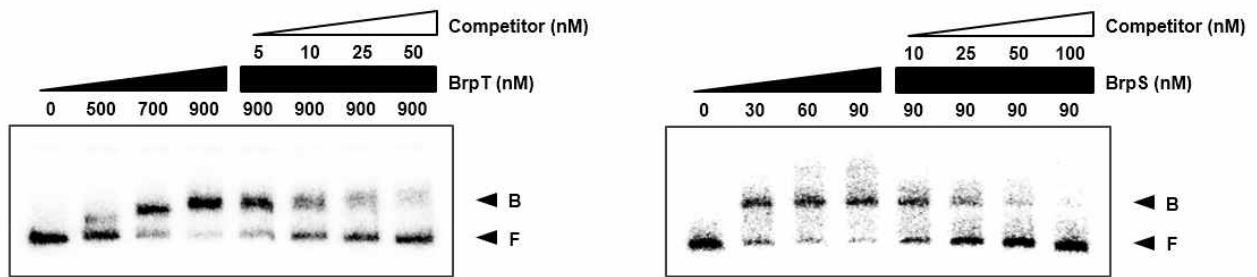 Competitor (nM)
5 10 25 50
BrpT (nM)
0 500 700 900 900 900 900 900
B
F
Competitor (nM)
10 25 50 100
BrpS (nM)
0 30 60 90 90 90 90 90
B
F